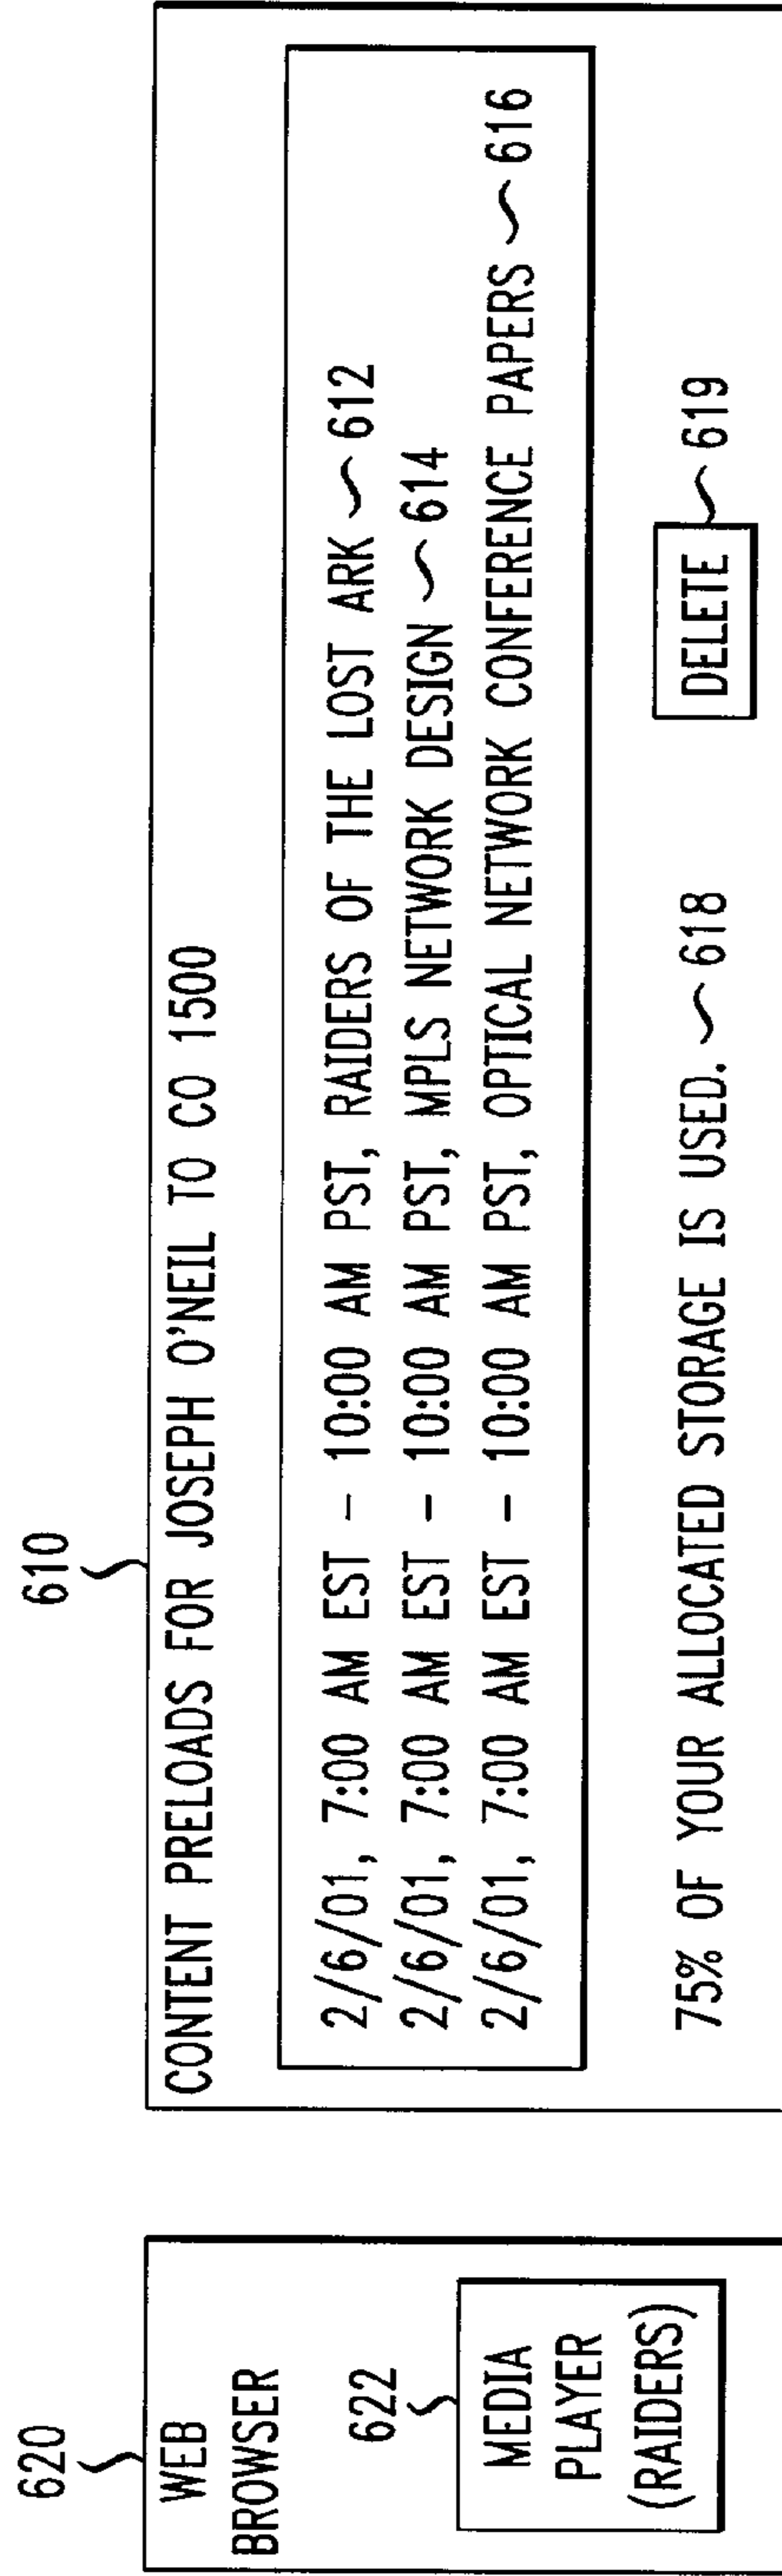 620
WEB
BROWSER
622
MEDIA
PLAYER
(RAIDERS)
610
CONTENT PRELOADS FOR JOSEPH O'NEIL TO CO 1500
2/6/01, 7:00 AM EST – 10:00 AM PST, RAIDERS OF THE LOST ARK ~ 612
2/6/01, 7:00 AM EST – 10:00 AM PST, MPLS NETWORK DESIGN ~ 614
2/6/01, 7:00 AM EST – 10:00 AM PST, OPTICAL NETWORK CONFERENCE PAPERS ~ 616
75% OF YOUR ALLOCATED STORAGE IS USED. ~ 618
DELETE ~ 619